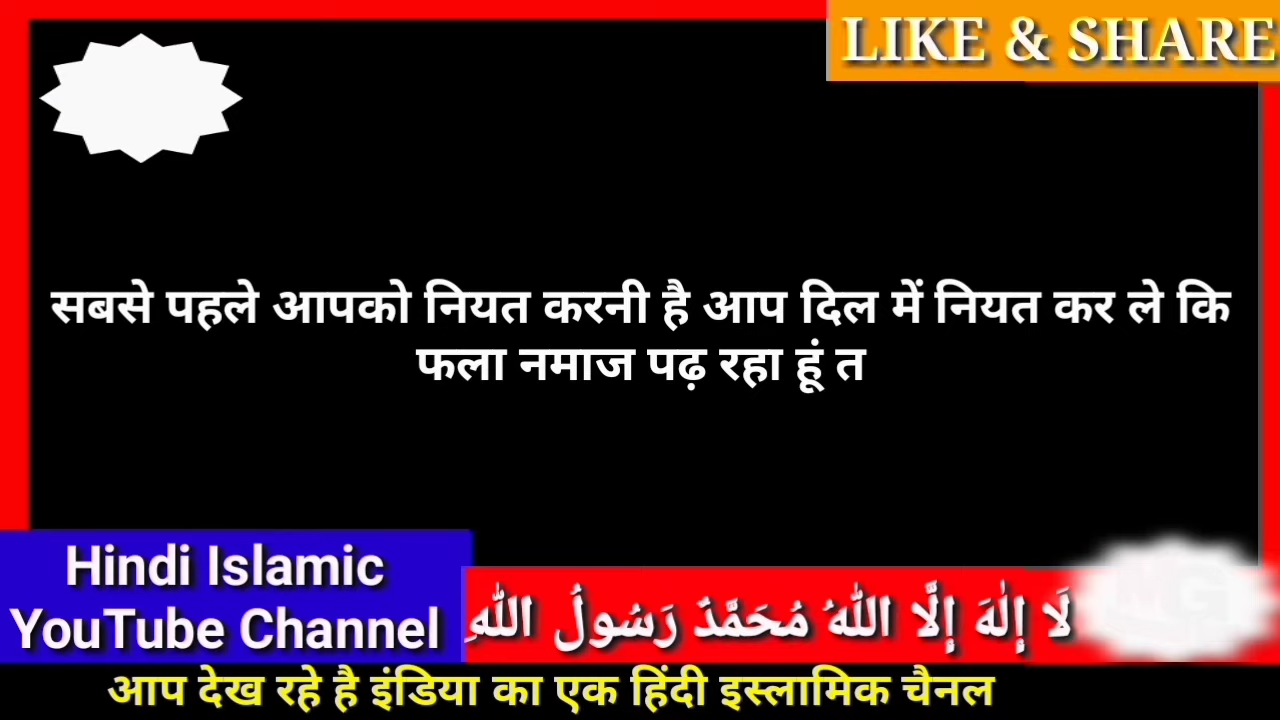 LIKE & SHARE
सबसे पहले आपको नियत करनी है आप दिल में नियत कर ले कि
फला नमाज पढ़ रहा हूं त
Hindi Islamic
YouTube Channel
لَا إِلٰهَ إِلَّا اللّٰهُ مُحَمَّدٌ رَسُولُ اللّٰهِ
आप देख रहे है इंडिया का एक हिंदी इस्लामिक चैनल